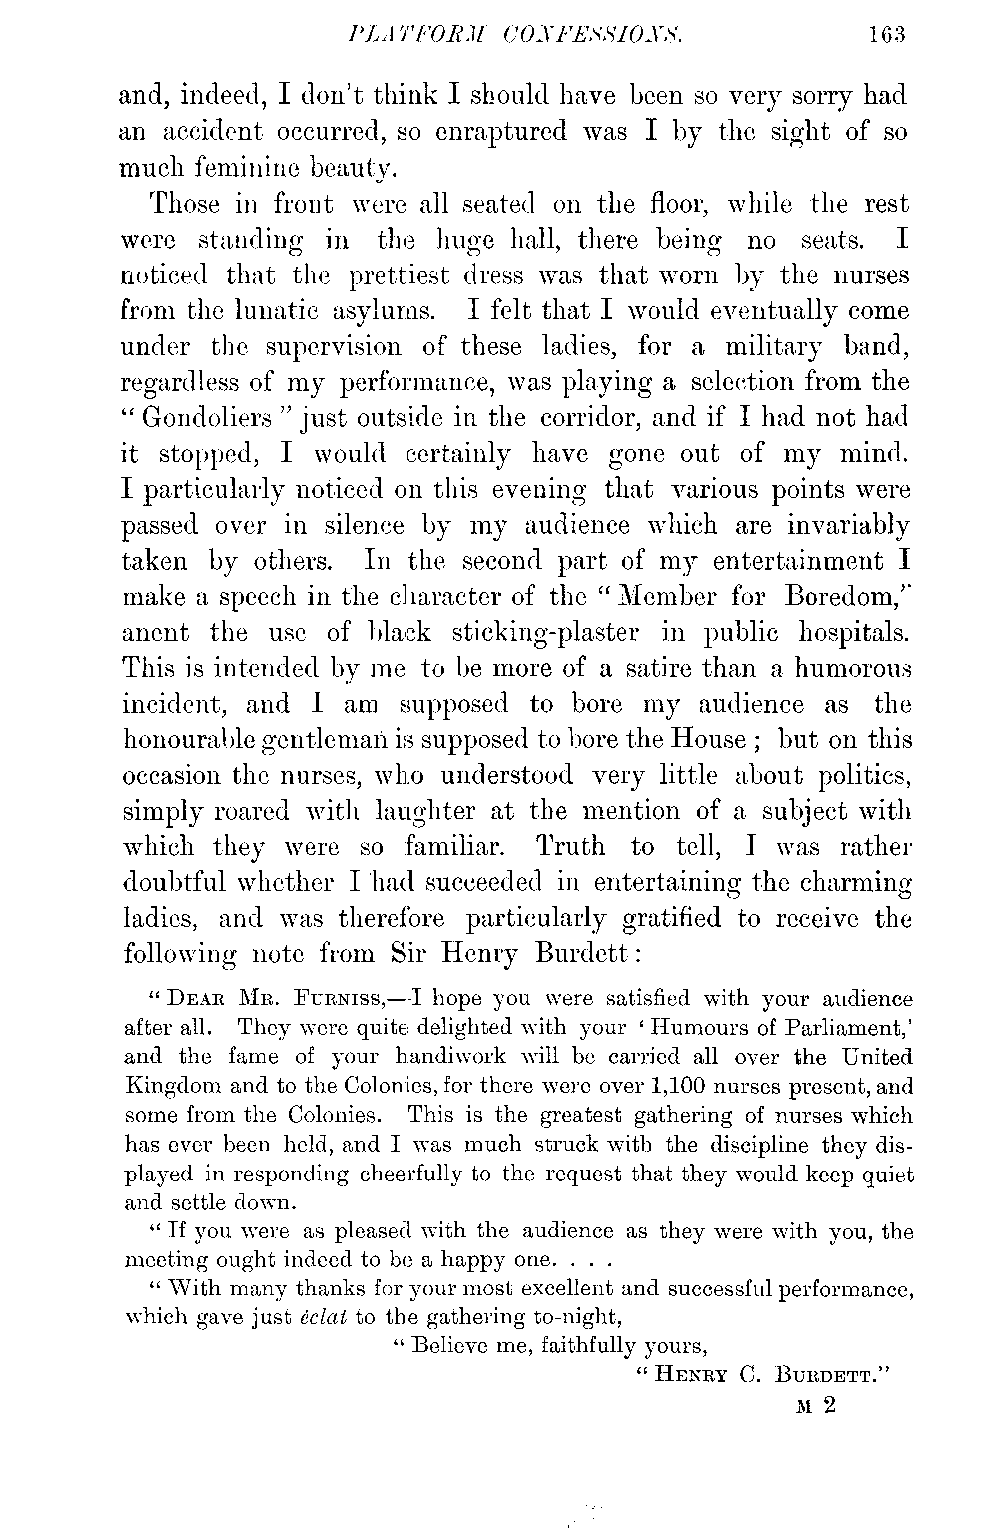 PLATFORM CONFESSIONS. 163
and, indeed, I don't think I should have been so very sorry had
an accident occurred, so enraptured was I by the sight of so
much feminine beauty.
Those in front were all seated on the floor, while the rest
were standing in the huge hall, there being no seats. I
noticed that the prettiest dress was that worn by the nurses
from the lunatic asylums. I felt that I would eventually come
under the supervision of these ladies, for a military band,
regardless of my performance, was playing a selection from the
“Gondoliers” just outside in the corridor, and if I had not had
it stopped, I would certainly have gone out of my mind.
I particularly noticed on this evening that various points were
passed over in silence by my audience which are invariably
taken by others. In the second part of my entertainment I
make a speech in the character of the “Member for Boredom,”
anent the use of black sticking-plaster in public hospitals.
This is intended by me to be more of a satire than a humorous
incident, and I am supposed to bore my audience as the
honourable gentleman is supposed to bore the House; but on this
occasion the nurses, who understood very little about politics,
simply roared with laughter at the mention of a subject with
which they were so familiar. Truth to tell, I was rather
doubtful whether I had succeeded in entertaining the charming
ladies, and was therefore particularly gratified to receive the
following note from Sir Henry Burdett:
“DEAR MR. FURNISS,—I hope you were satisfied with your audience
after all. They were quite delighted with your ‘Humours of Parliament,’
and the fame of your handiwork will be carried all over the United
Kingdom and to the Colonies, for there were over 1,100 nurses present, and
some from the Colonies. This is the greatest gathering of nurses which
has ever been held, and I was much struck with the discipline they dis-
played in responding cheerfully to the request that they would keep quiet
and settle down.
“If you were as pleased with the audience as they were with you, the
meeting ought indeed to be a happy one. . . .
“With many thanks for your most excellent and successful performance,
which gave just éclat to the gathering to-night,
“Believe me, faithfully yours,
“HENRY C. BURDETT.”
M 2